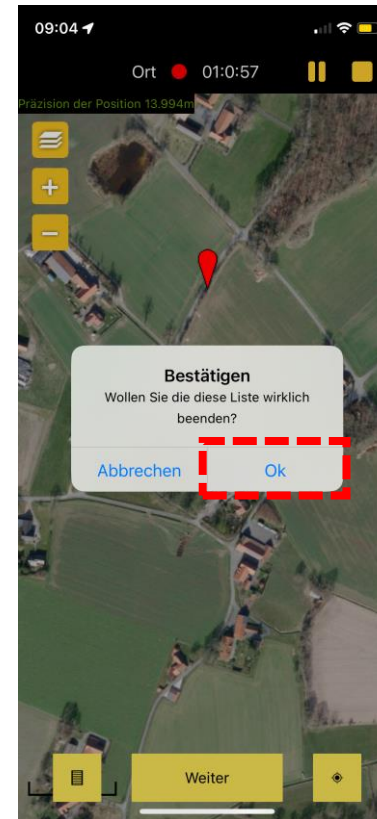 09:04
Ort 01:0:57
Präzision der Position 13.994m
+
−
Bestätigen
Wollen Sie die diese Liste wirklich
beenden?
Abbrechen Ok
Weiter